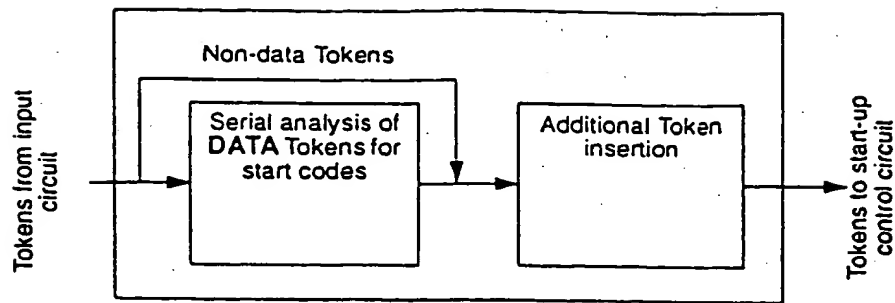 Non-data Tokens
Tokens from input
circuit
Serial analysis of
DATA Tokens for
start codes
Additional Token
insertion
Tokens to start-up
control circuit